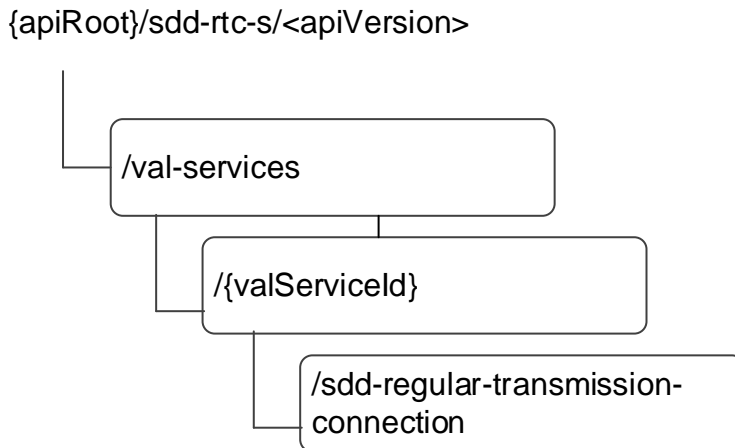 {apiRoot}/sdd-rtc-s/<apiVersion>
/val-services
/{valServiceId}
/sdd-regular-transmission-
connection